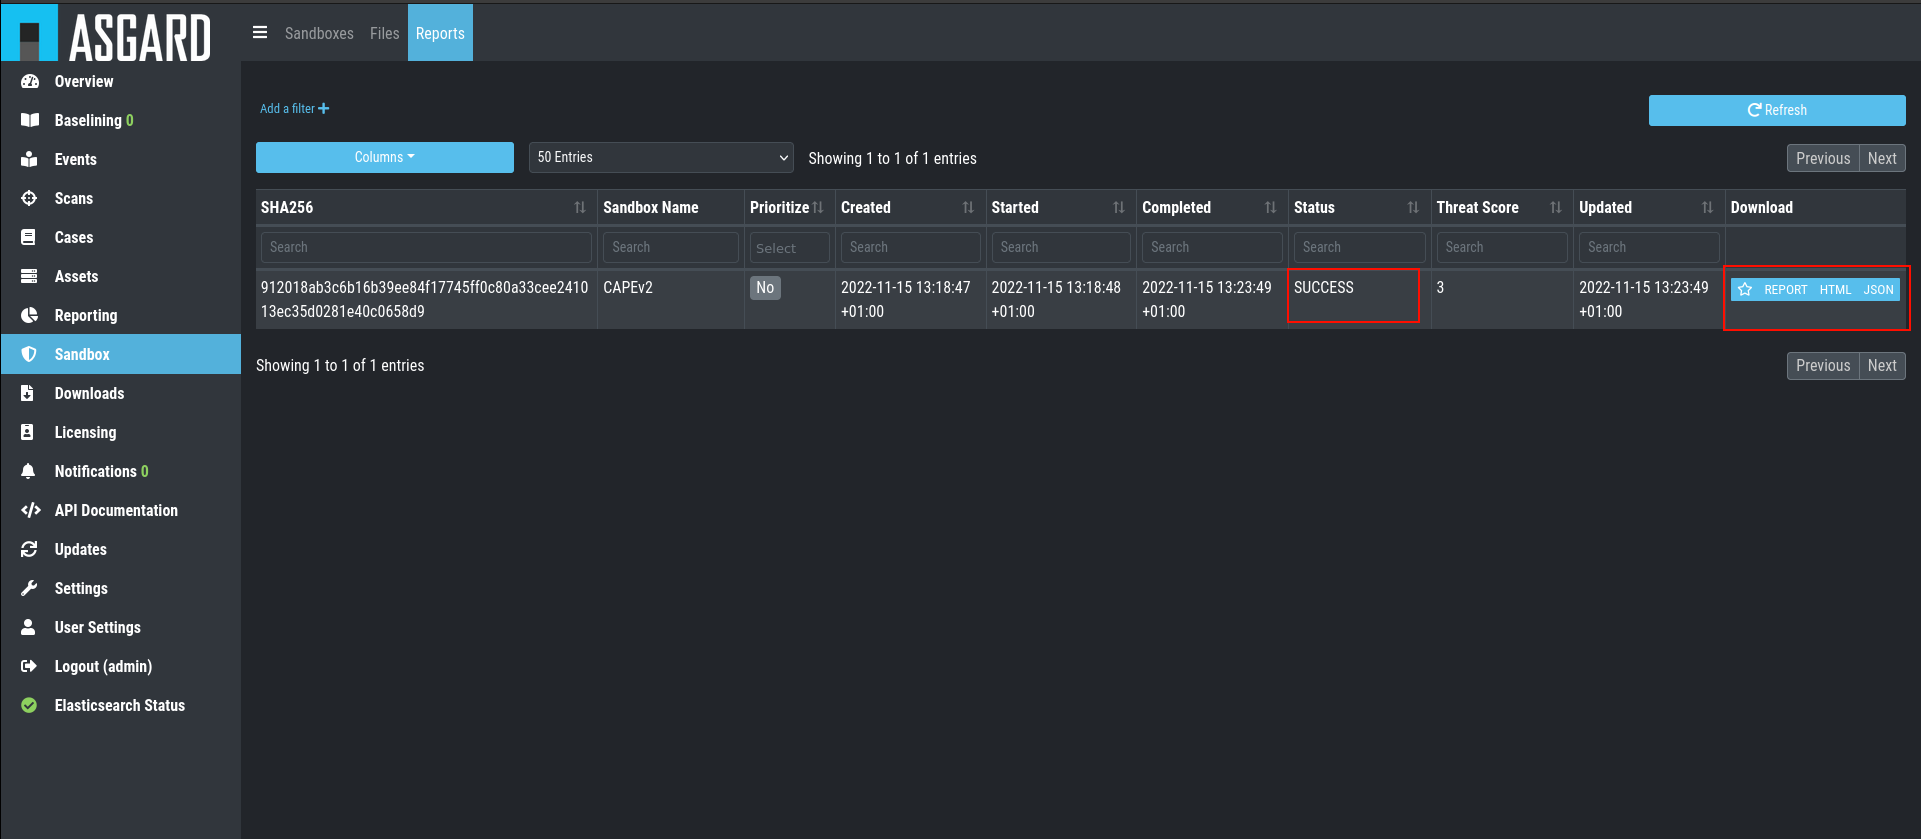 ASGARD
Sandboxes Files Reports
Overview
Baselining 0
Events
Scans
Cases
Assets
Reporting
Sandbox
Downloads
Licensing
Notifications 0
API Documentation
Updates
Settings
User Settings
Logout (admin)
Elasticsearch Status
Add a filter
Refresh
Columns
50 Entries
Showing 1 to 1 of 1 entries
Previous Next
SHA256 Sandbox Name Prioritize Created Started Completed Status Threat Score Updated Download
Search Search Select Search Search Search Search Search Search
912018ab3c6b16b39ee84f17745ff0c80a33cee2410 CAPEv2 No 2022-11-15 13:18:47 2022-11-15 13:18:48 2022-11-15 13:23:49 SUCCESS 3 2022-11-15 13:23:49 REPORT HTML JSON
13ec35d0281e40c0658d9 +01:00 +01:00 +01:00 +01:00
Showing 1 to 1 of 1 entries
Previous Next